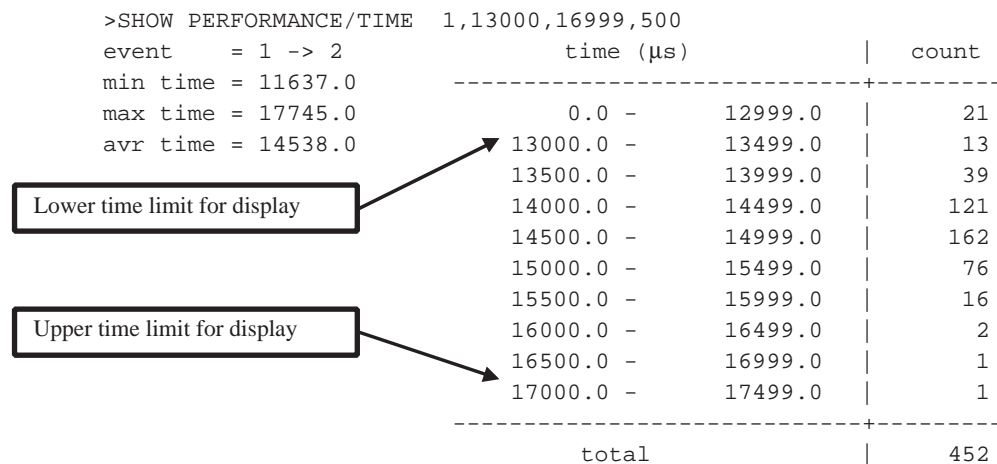 >SHOW PERFORMANCE/TIME 1,13000,16999,500
event = 1 -> 2 time (μs) | count
min time = 11637.0 -----------------------------+---------
max time = 17745.0 0.0 - 12999.0 | 21
avr time = 14538.0 13000.0 - 13499.0 | 13
13500.0 - 13999.0 | 39
Lower time limit for display 14000.0 - 14499.0 | 121
14500.0 - 14999.0 | 162
15000.0 - 15499.0 | 76
15500.0 - 15999.0 | 16
Upper time limit for display 16000.0 - 16499.0 | 2
16500.0 - 16999.0 | 1
17000.0 - 17499.0 | 1
-----------------------------+---------
total | 452